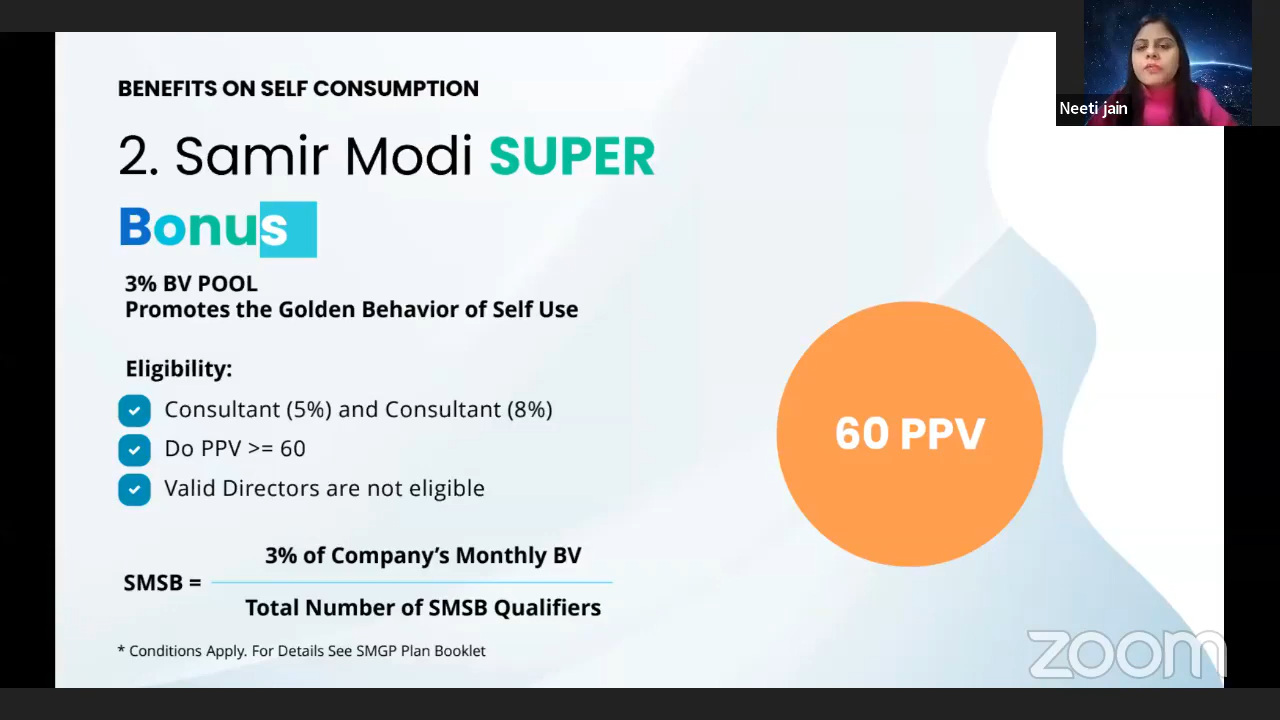 Neeti jain
BENEFITS ON SELF CONSUMPTION
2. Samir Modi SUPER
Bonus
3% BV POOL
Promotes the Golden Behavior of Self Use
Eligibility:
Consultant (5%) and Consultant (8%)
Do PPV >= 60
Valid Directors are not eligible
60 PPV
3% of Company’s Monthly BV
SMSB =
Total Number of SMSB Qualifiers
* Conditions Apply. For Details See SMGP Plan Booklet
zoom